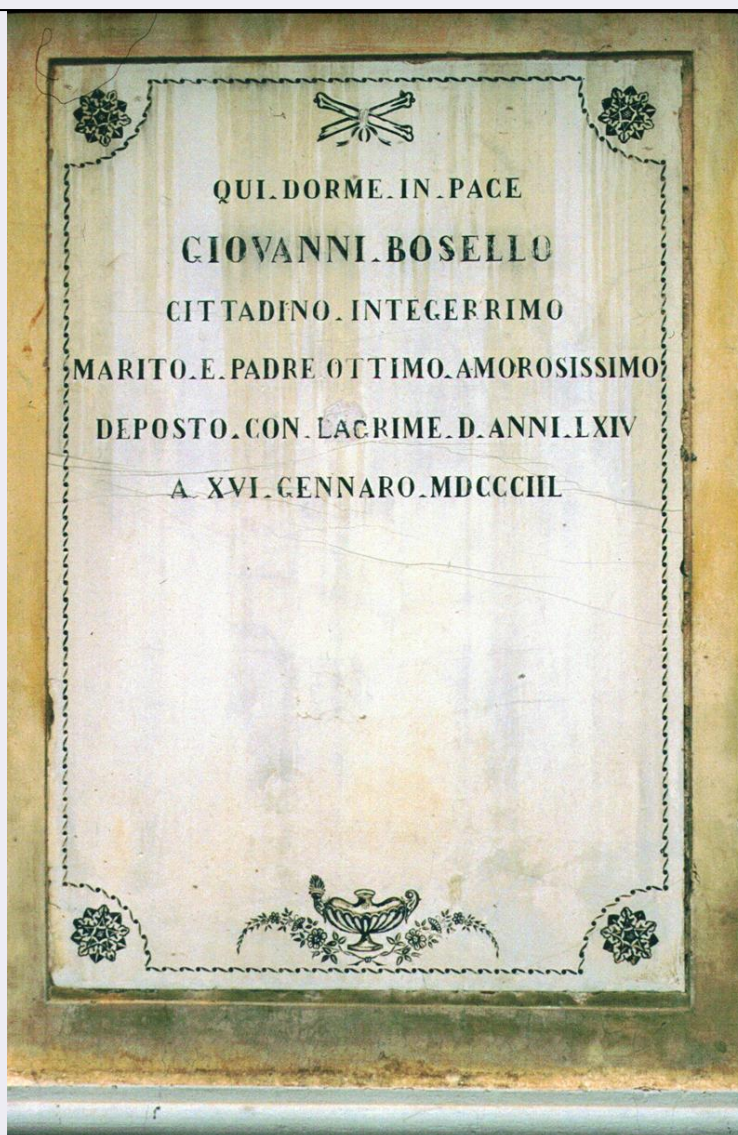 QUI.DORME.IN.PACE
GIOVANNI.BOSELLO
CITTADINO.INTEGERRIMO
MARITO.E.PADRE OTTIMO.AMOROSISSIMO
DEPOSTO.CON.LAGRIME.D.ANNI.LXIV
A XVI.GENNARO.MDCCCIIL